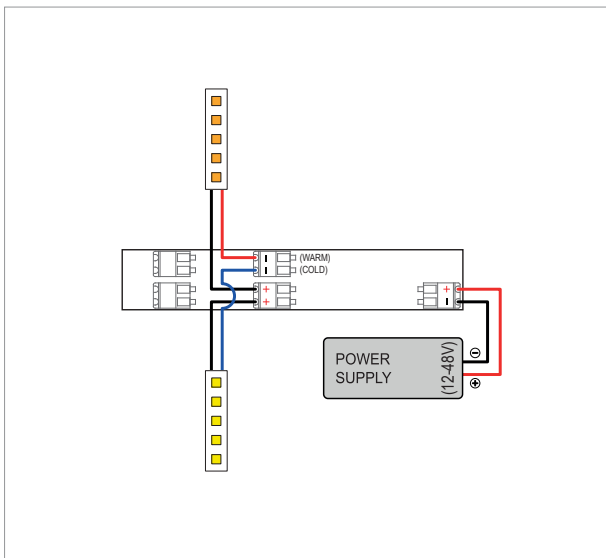 − (WARM)
− (COLD)
+
+
+
−
POWER
SUPPLY
(12-48V)
−
+